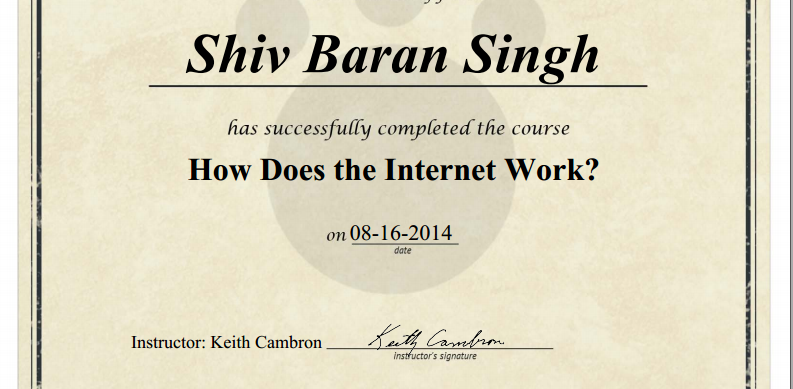 Shiv Baran Singh
has successfully completed the course
How Does the Internet Work?
on 08-16-2014
date
Instructor: Keith Cambron Keith Cambron
instructor's signature